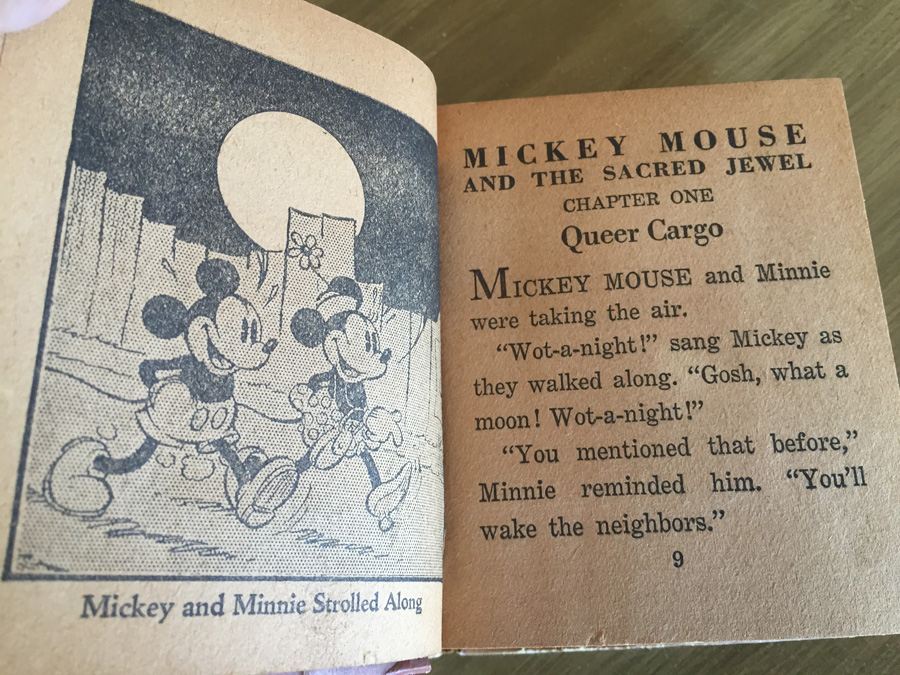 Mickey and Minnie Strolled Along
MICKEY MOUSE
AND THE SACRED JEWEL
CHAPTER ONE
Queer Cargo
MICKEY MOUSE and Minnie
were taking the air.
"Wot-a-night!" sang Mickey as
they walked along. "Gosh, what a
moon! Wot-a-night!"
"You mentioned that before,"
Minnie reminded him. "You'll
wake the neighbors."
9